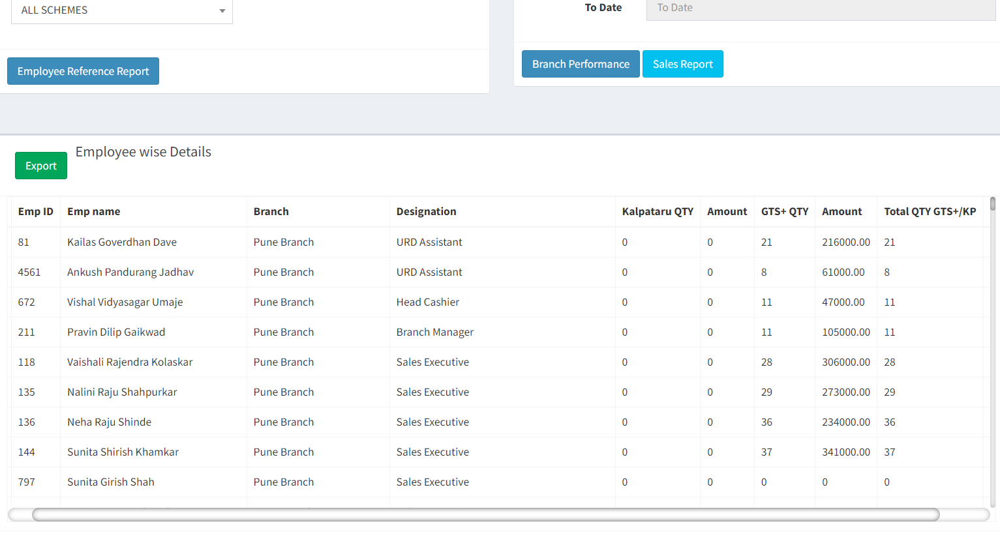 ALL SCHEMES
Employee Reference Report
To Date To Date
Branch Performance Sales Report
Export Employee wise Details
Emp ID Emp name Branch Designation Kalpataru QTY Amount GTS+ QTY Amount Total QTY GTS+/KP
81 Kailas Goverdhan Dave Pune Branch URD Assistant 0 0 21 216000.00 21
4561 Ankush Pandurang Jadhav Pune Branch URD Assistant 0 0 8 61000.00 8
672 Vishal Vidyasagar Umaje Pune Branch Head Cashier 0 0 11 47000.00 11
211 Pravin Dilip Gaikwad Pune Branch Branch Manager 0 0 11 105000.00 11
118 Vaishali Rajendra Kolaskar Pune Branch Sales Executive 0 0 28 306000.00 28
135 Nalini Raju Shahpurkar Pune Branch Sales Executive 0 0 29 273000.00 29
136 Neha Raju Shinde Pune Branch Sales Executive 0 0 36 234000.00 36
144 Sunita Shirish Khamkar Pune Branch Sales Executive 0 0 37 341000.00 37
797 Sunita Girish Shah Pune Branch Sales Executive 0 0 0 0 0